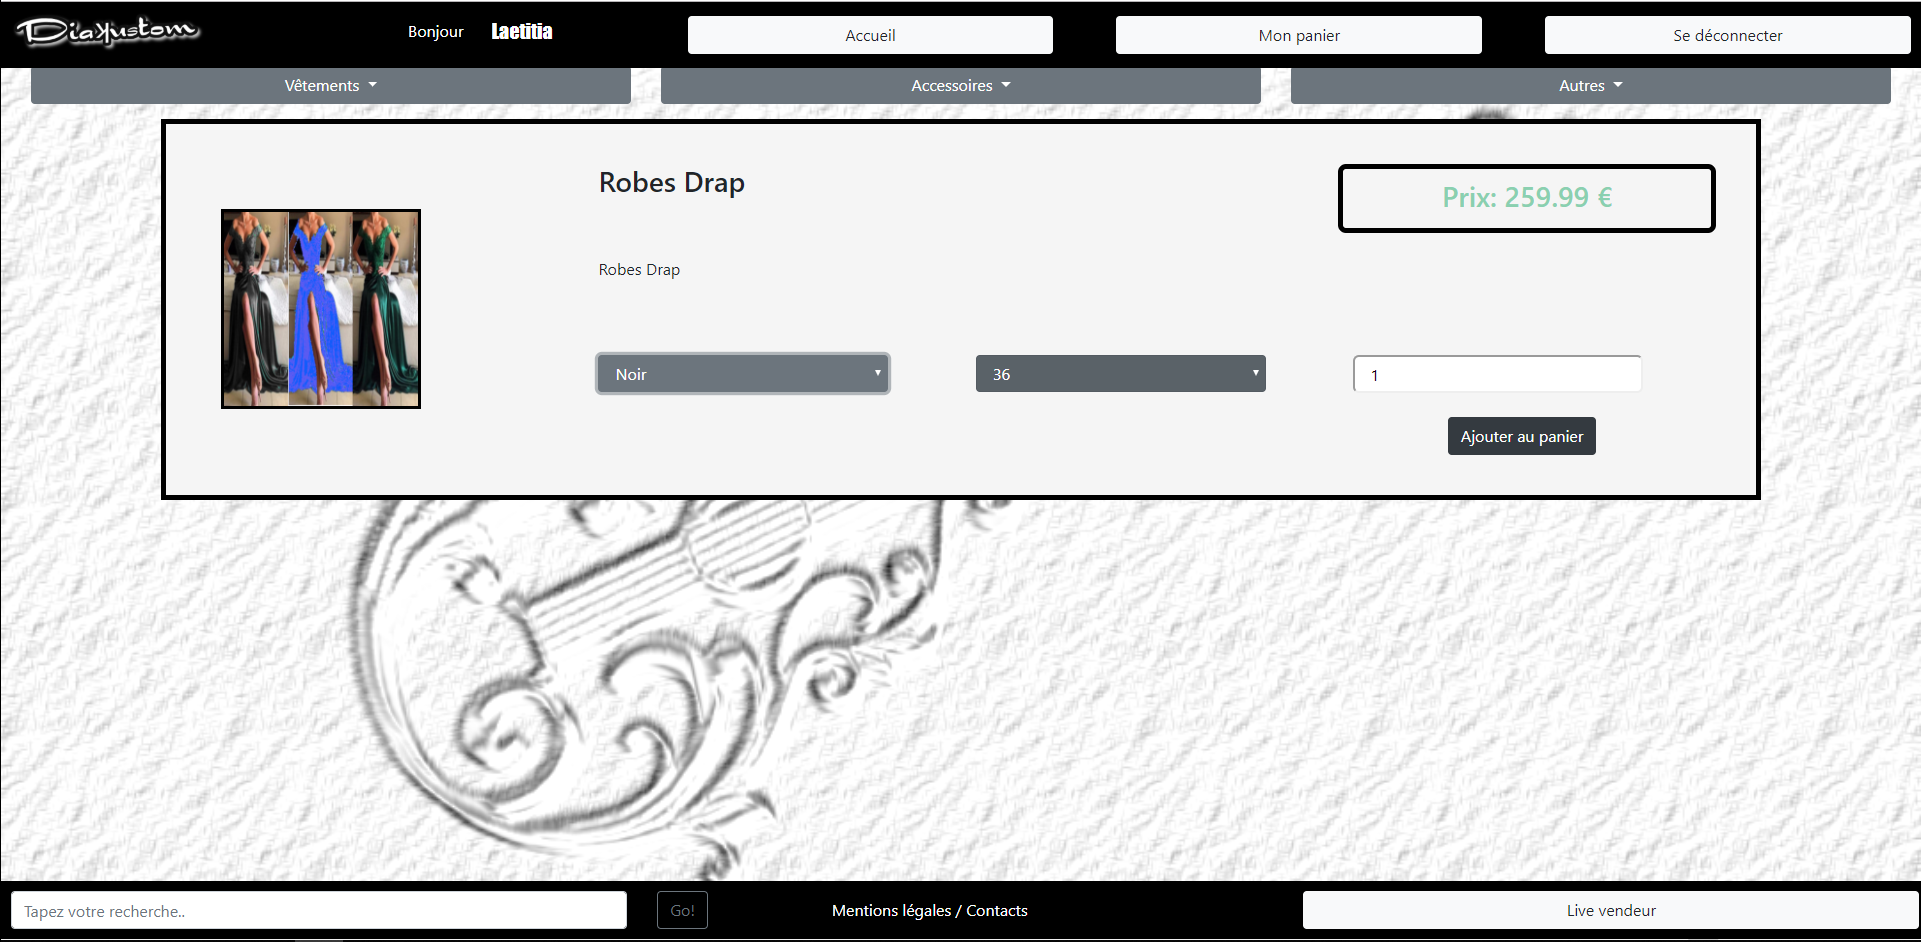 Diakustom
Bonjour Laetitia
Accueil
Mon panier
Se déconnecter
Vêtements
Accessoires
Autres
Robes Drap
Prix: 259.99 €
Robes Drap
Noir
36
1
Ajouter au panier
Tapez votre recherche..
Go!
Mentions légales / Contacts
Live vendeur